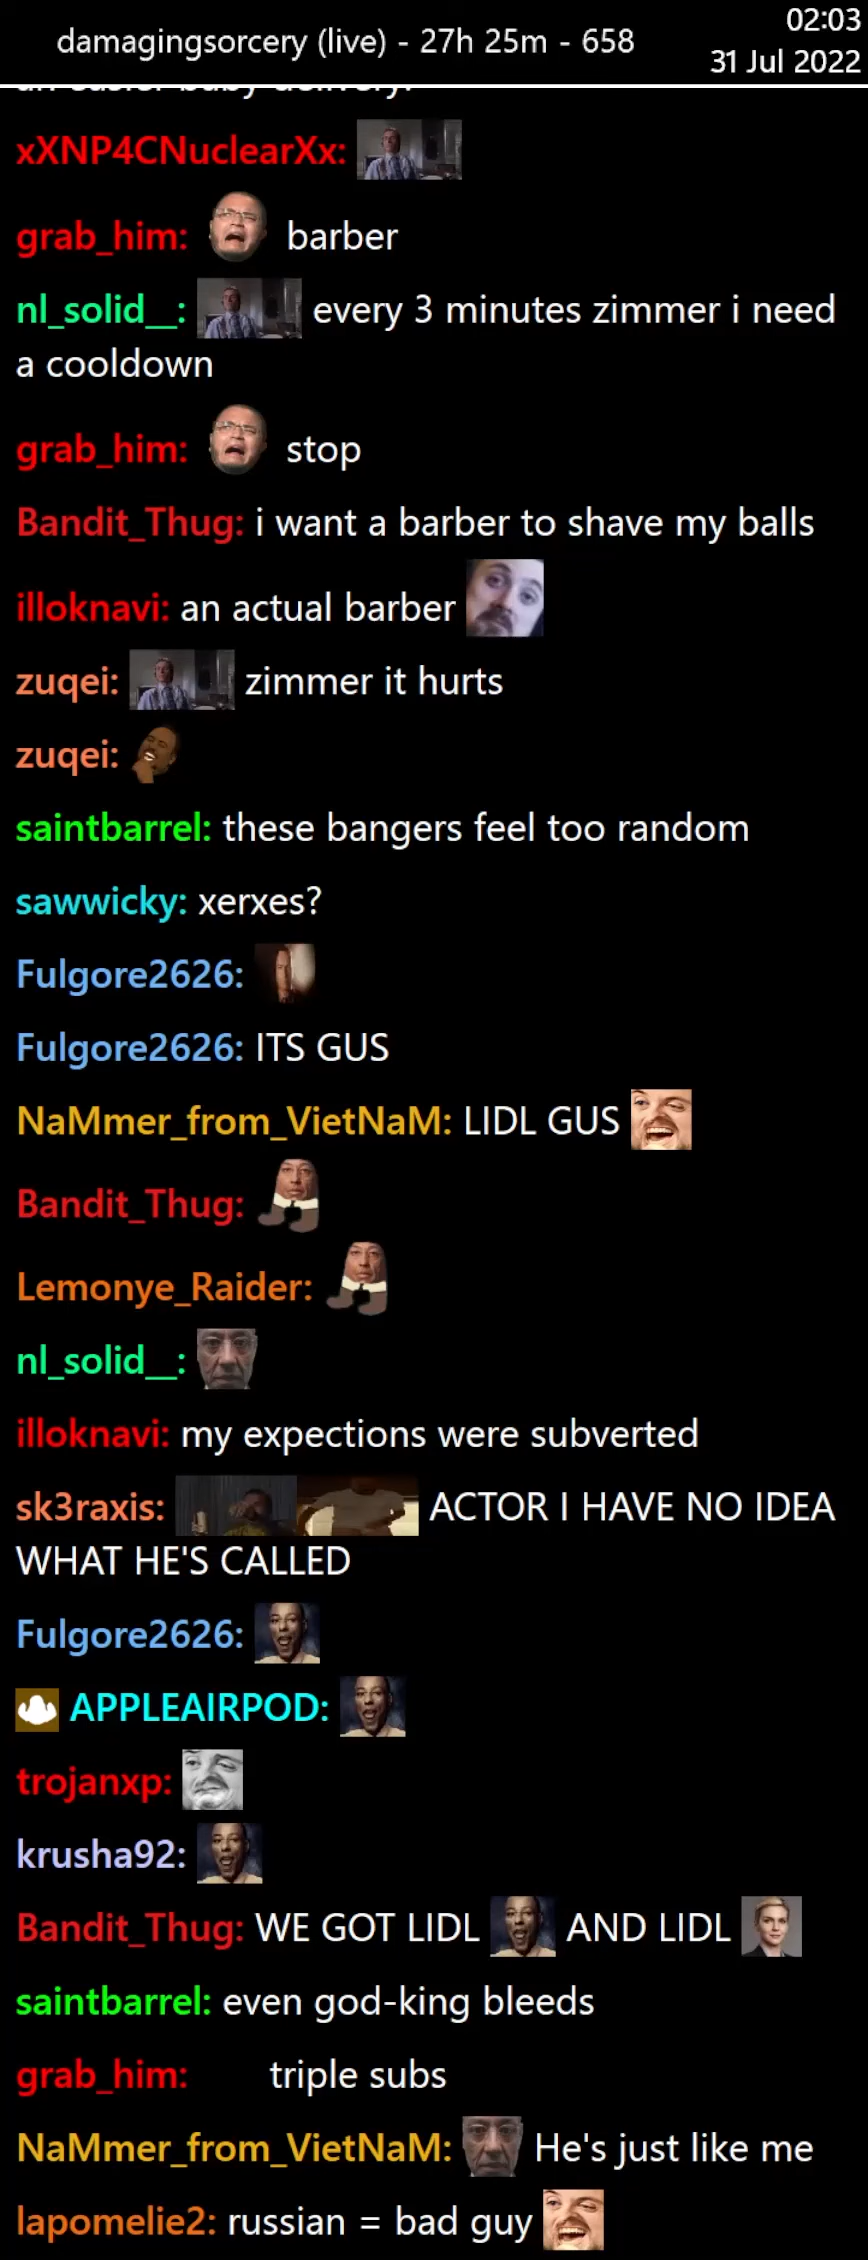 damagingsorcery (live) - 27h 25m - 658
02:03
31 Jul 2022
xXNP4CNuclearXx:
grab_him: barber
nl_solid__: every 3 minutes zimmer i need
a cooldown
grab_him: stop
Bandit_Thug: i want a barber to shave my balls
illoknavi: an actual barber
zuqei: zimmer it hurts
zuqei:
saintbarrel: these bangers feel too random
sawwicky: xerxes?
Fulgore2626:
Fulgore2626: ITS GUS
NaMmer_from_VietNaM: LIDL GUS
Bandit_Thug:
Lemonye_Raider:
nl_solid__:
illoknavi: my expections were subverted
sk3raxis: ACTOR I HAVE NO IDEA
WHAT HE'S CALLED
Fulgore2626:
APPLEAIRPOD:
trojanxp:
krusha92:
Bandit_Thug: WE GOT LIDL AND LIDL
saintbarrel: even god-king bleeds
grab_him: triple subs
NaMmer_from_VietNaM: He's just like me
lapomelie2: russian = bad guy